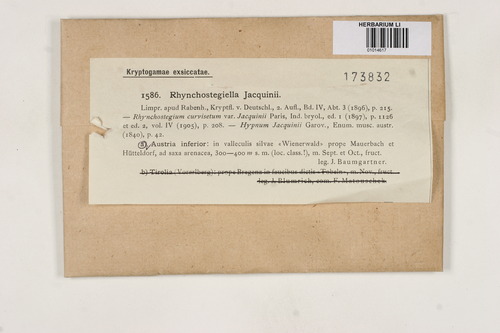 HERBARIUM LI
01014617
173832
Kryptogamae exsiccatae.
1586. Rhynchostegiella Jacquinii.
Limpr. apud Rabenh., Kryptfl. v. Deutschl., 2. Aufl., Bd. IV, Abt. 3 (1896), p. 215.
— Rhynchostegium curvisetum var. Jacquinii Paris, Ind. bryol., ed. 1 (1897), p. 1126
et ed. 2, vol. IV (1905), p. 208. — Hypnum Jacquinii Garov., Enum. musc. austr.
(1840), p. 42.
a) Austria inferior: in valleculis silvae «Wienerwald» prope Mauerbach et
Hütteldorf, ad saxa arenacea, 300—400 m s. m. (loc. class.!), m. Sept. et Oct., fruct.
leg. J. Baumgartner.
b) Tirolia (Vorarlberg): prope Bregenz in faucibus dictis «Tobeln», m. Nov., fruct.
leg. J. Blumrich, com. F. Matouschek.